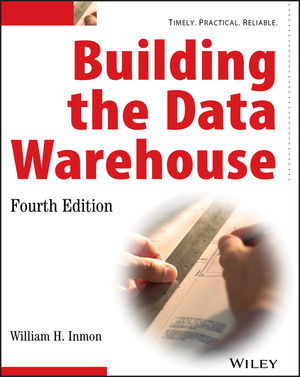 TIMELY. PRACTICAL. RELIABLE.
Building
the Data
Warehouse
Fourth Edition
William H. Inmon
WILEY